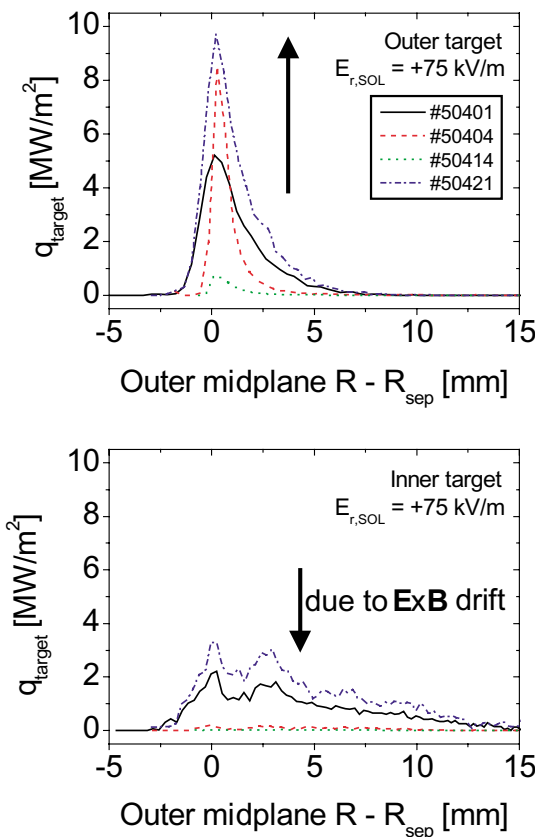 10
8
6
4
2
0
q_target [MW/m²]
Outer target
E_r,SOL = +75 kV/m
#50401
#50404
#50414
#50421
-5 0 5 10 15
Outer midplane R - R_sep [mm]
10
8
6
4
2
0
q_target [MW/m²]
Inner target
E_r,SOL = +75 kV/m
due to ExB drift
-5 0 5 10 15
Outer midplane R - R_sep [mm]